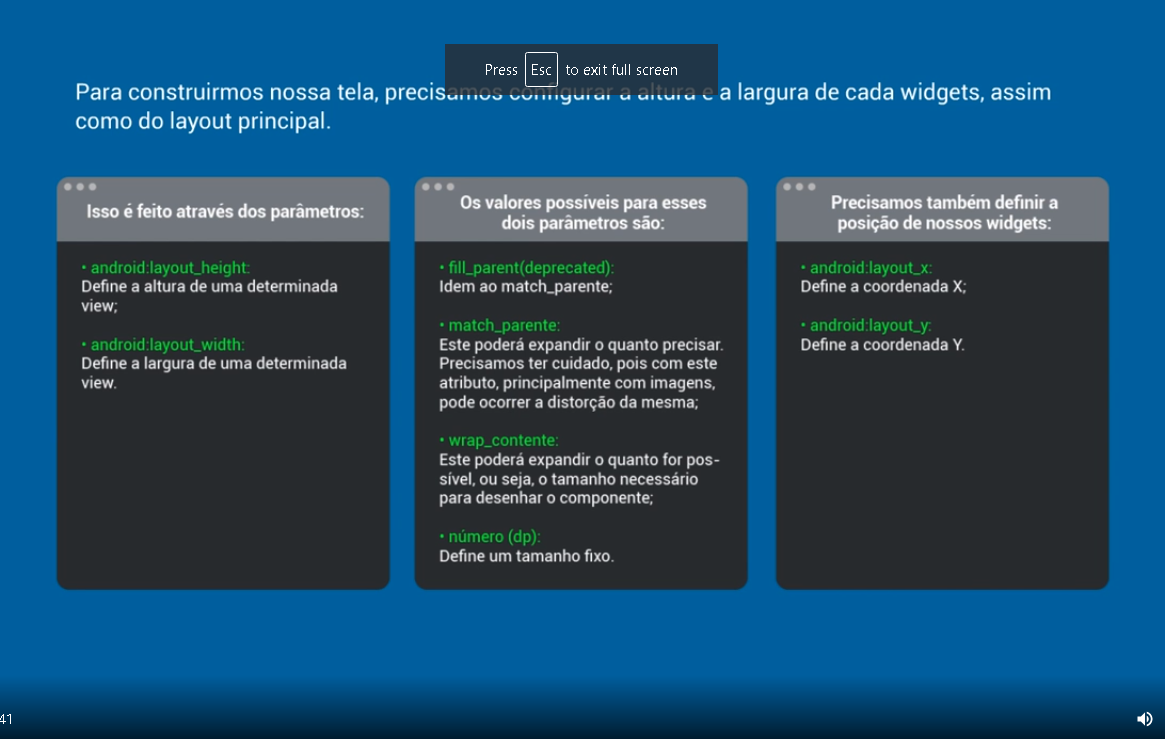 Press Esc to exit full screen
Para construirmos nossa tela, precisamos configurar a altura e a largura de cada widgets, assim
como do layout principal.
Isso é feito através dos parâmetros:
• android:layout_height:
Define a altura de uma determinada
view;
• android:layout_width:
Define a largura de uma determinada
view.
Os valores possíveis para esses
dois parâmetros são:
• fill_parent(deprecated):
Idem ao match_parente;
• match_parente:
Este poderá expandir o quanto precisar.
Precisamos ter cuidado, pois com este
atributo, principalmente com imagens,
pode ocorrer a distorção da mesma;
• wrap_contente:
Este poderá expandir o quanto for pos-
sível, ou seja, o tamanho necessário
para desenhar o componente;
• número (dp):
Define um tamanho fixo.
Precisamos também definir a
posição de nossos widgets:
• android:layout_x:
Define a coordenada X;
• android:layout_y:
Define a coordenada Y.
41